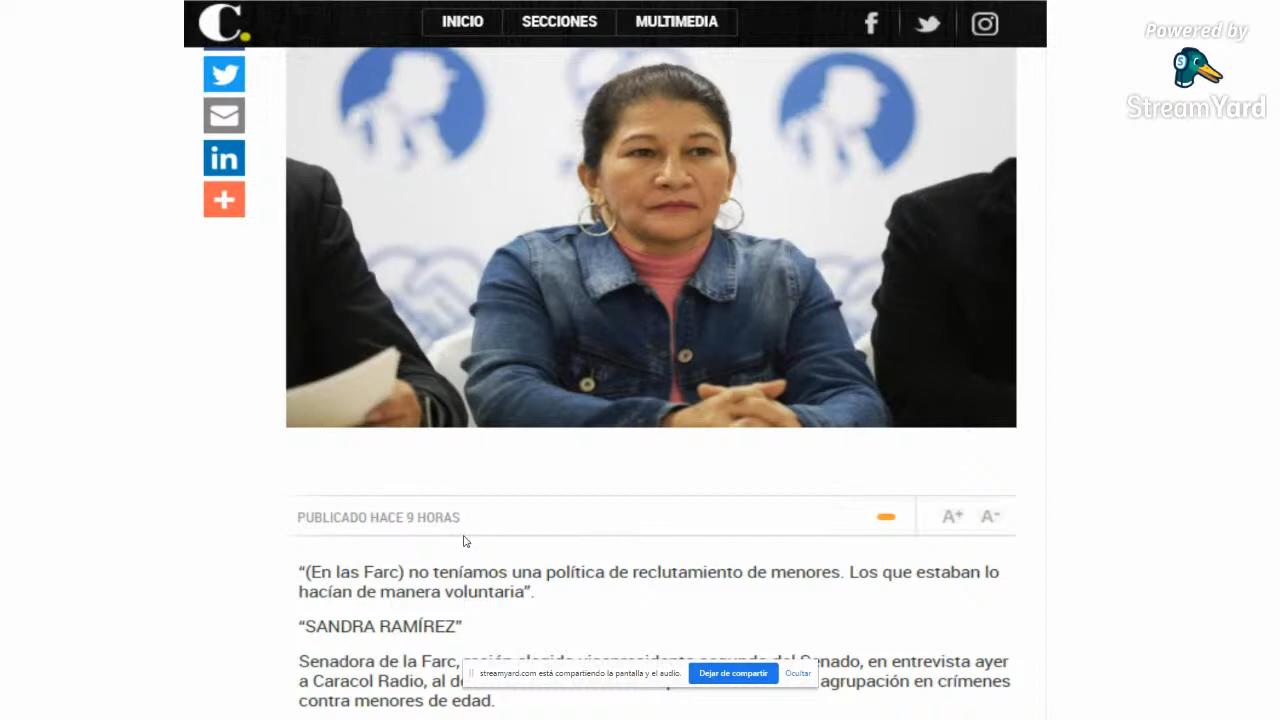 INICIO SECCIONES MULTIMEDIA
Powered by
StreamYard
PUBLICADO HACE 9 HORAS
A+ A-
“(En las Farc) no teníamos una política de reclutamiento de menores. Los que estaban lo
hacían de manera voluntaria”.
“SANDRA RAMÍREZ”
Senadora de la Farc, enado, en entrevista ayer
a Caracol Radio, al agrupación en crímenes
contra menores de edad.
streamyard.com está compartiendo la pantalla y el audio. Dejar de compartir Ocultar